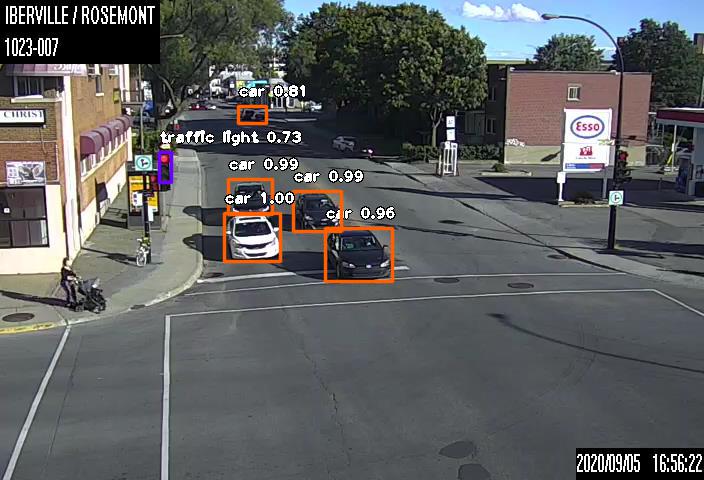 IBERVILLE / ROSEMONT
1023-007
car 0.81
CHRIST
Esso
traffic light 0.73
car 0.99
car 0.99
car 1.00
car 0.96
2020/09/05 16:56:22